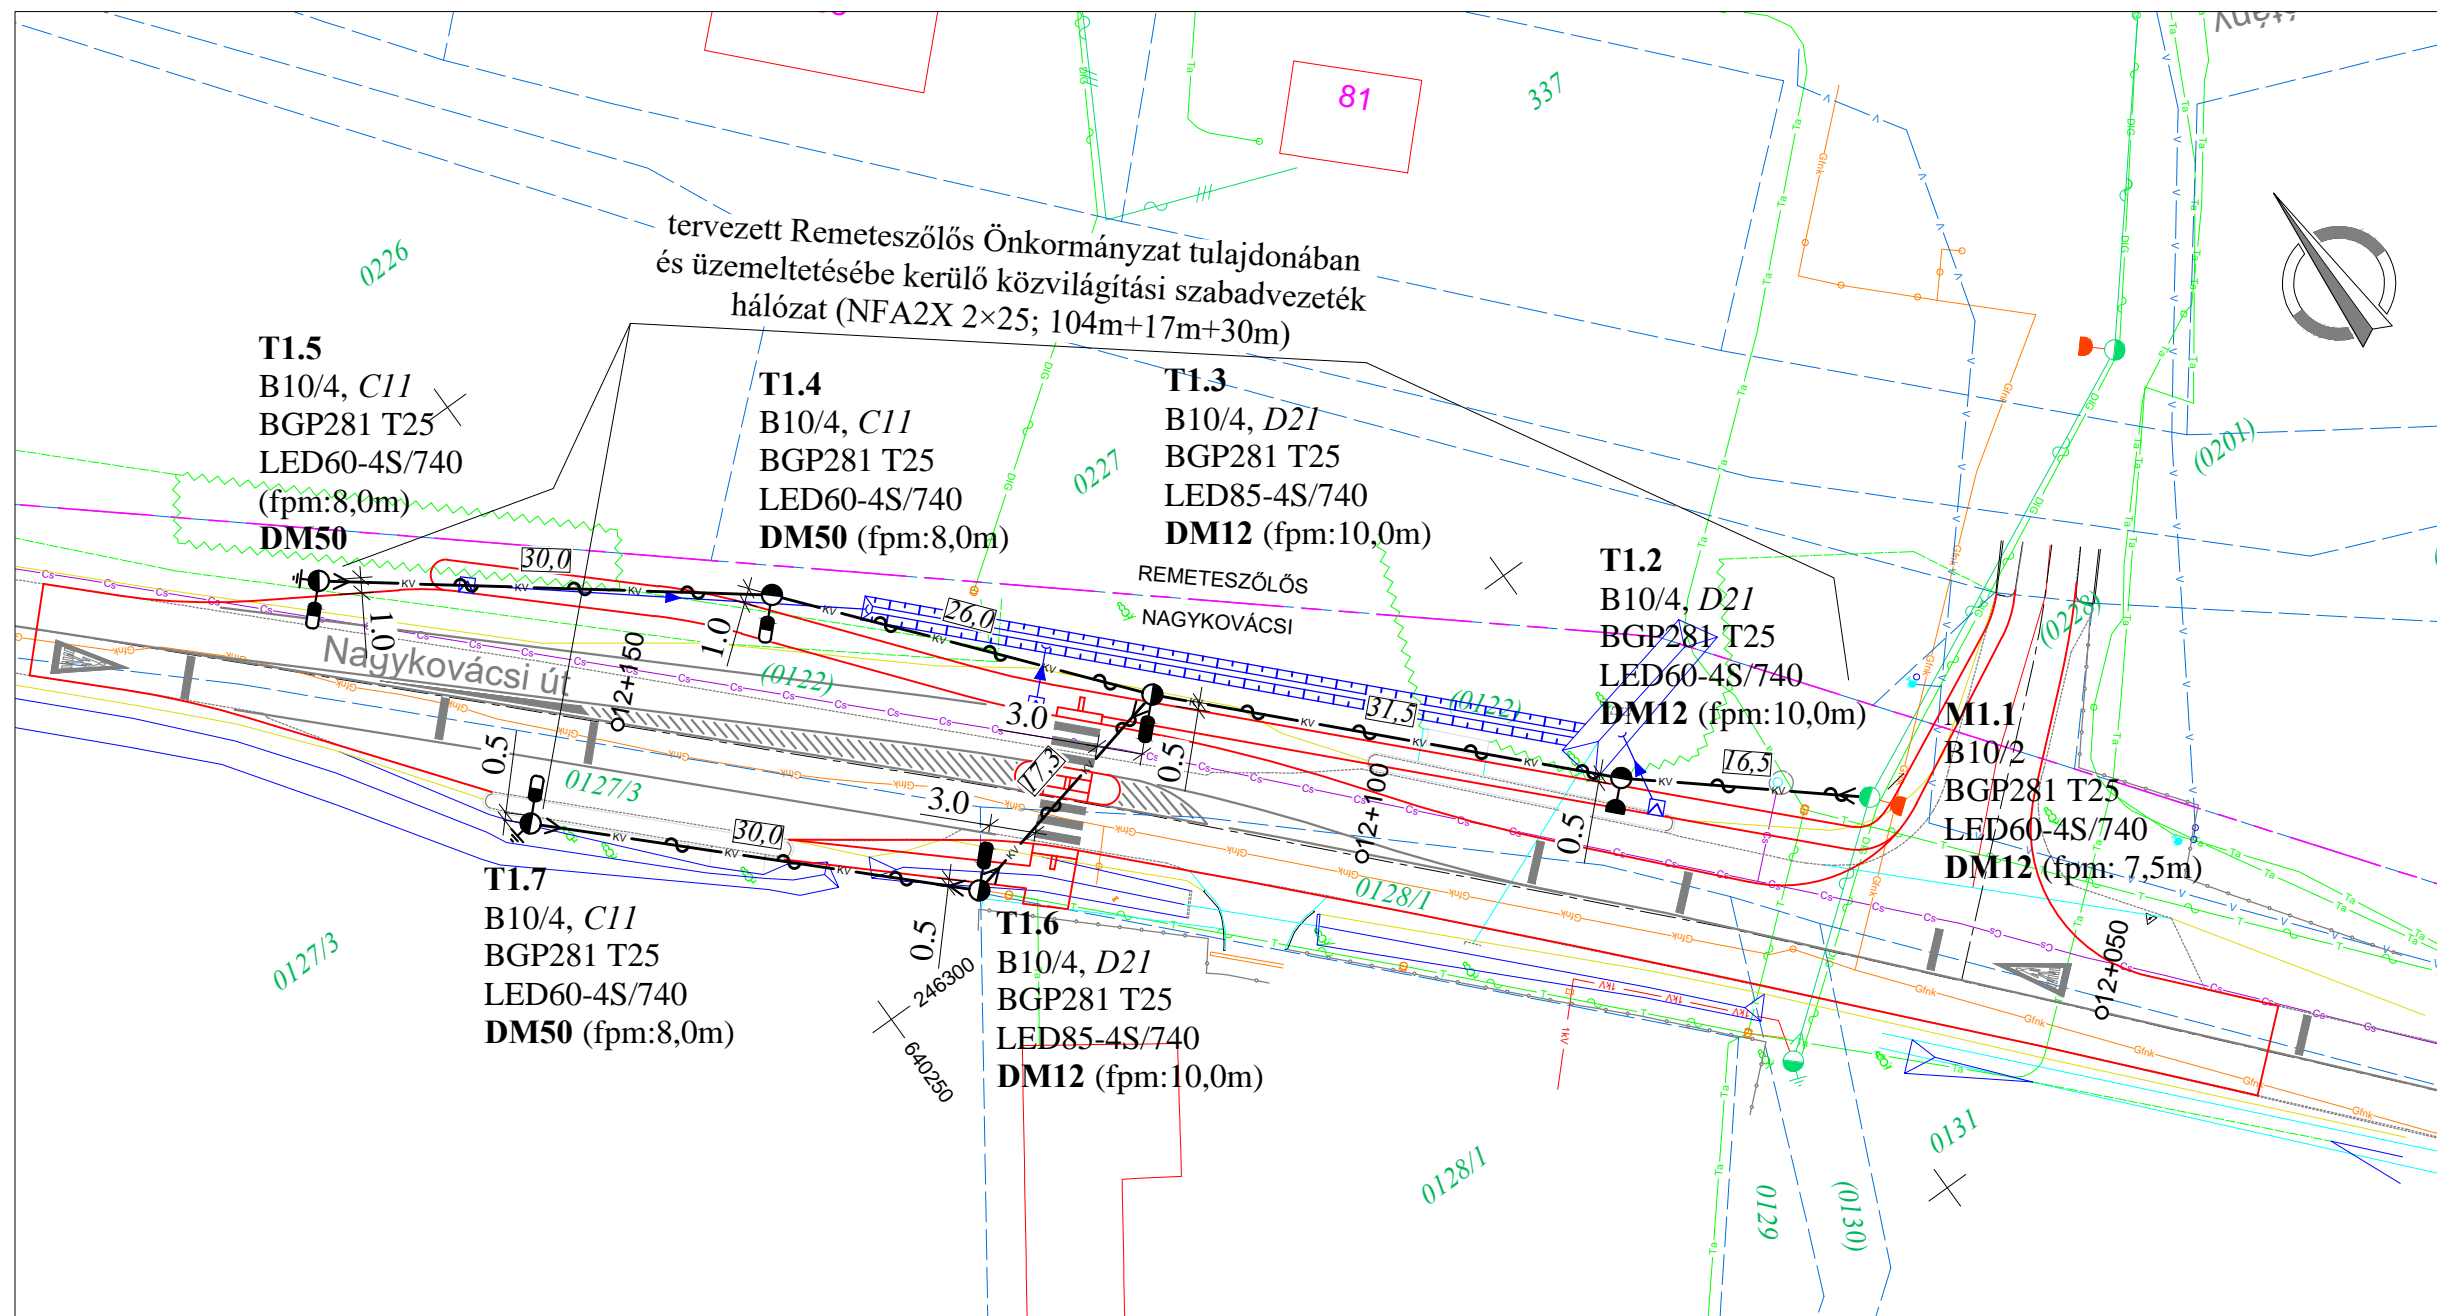 81
337
0226
tervezett Remeteszőlős Önkormányzat tulajdonában
és üzemeltetésébe kerülő közvilágítási szabadvezeték
hálózat (NFA2X 2×25; 104m+17m+30m)
T1.5
B10/4, C11
BGP281 T25
LED60-4S/740
(fpm:8,0m)
DM50
T1.4
B10/4, C11
BGP281 T25
LED60-4S/740
DM50 (fpm:8,0m)
T1.3
B10/4, D21
BGP281 T25
LED85-4S/740
DM12 (fpm:10,0m)
T1.2
B10/4, D21
BGP281 T25
LED60-4S/740
DM12 (fpm:10,0m)
M1.1
B10/2
BGP281 T25
LED60-4S/740
DM12 (fpm: 7,5m)
0227
(0201)
(0228)
REMETESZŐLŐS
NAGYKOVÁCSI
30,0
26,0
31,5
16,5
17,3
30,0
1.0
1.0
3.0
3.0
0.5
0.5
0.5
0.5
Nagykovácsi út
12+150
12+100
12+050
(0122)
(0122)
0127/3
0128/1
T1.7
B10/4, C11
BGP281 T25
LED60-4S/740
DM50 (fpm:8,0m)
T1.6
B10/4, D21
BGP281 T25
LED85-4S/740
DM12 (fpm:10,0m)
0127/3
246300
640250
0128/1
0129
(0130)
0131
KV
Cs
Gfnk
Ta
DIG
V
T
1kV